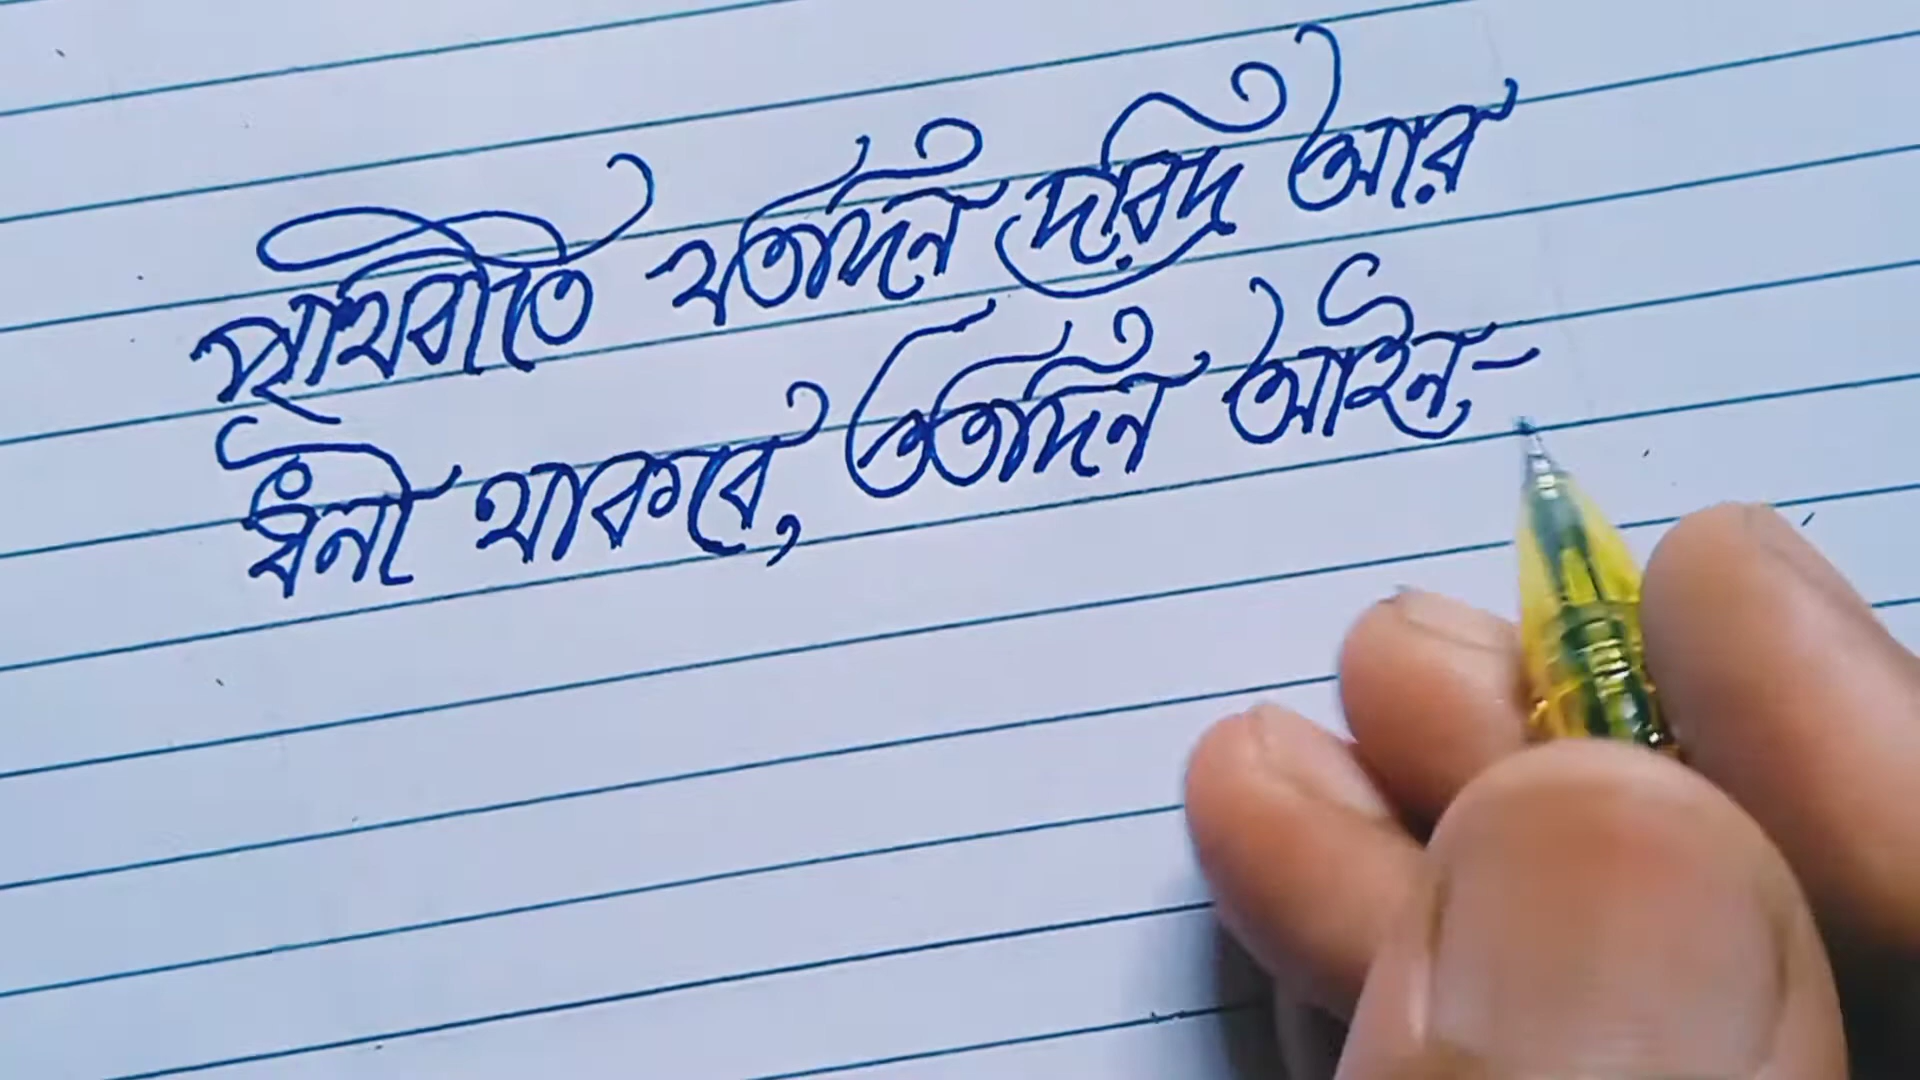 পৃথিবীতে যতদিন দরিদ্র আর
ধনী থাকবে, ততদিন আইন-